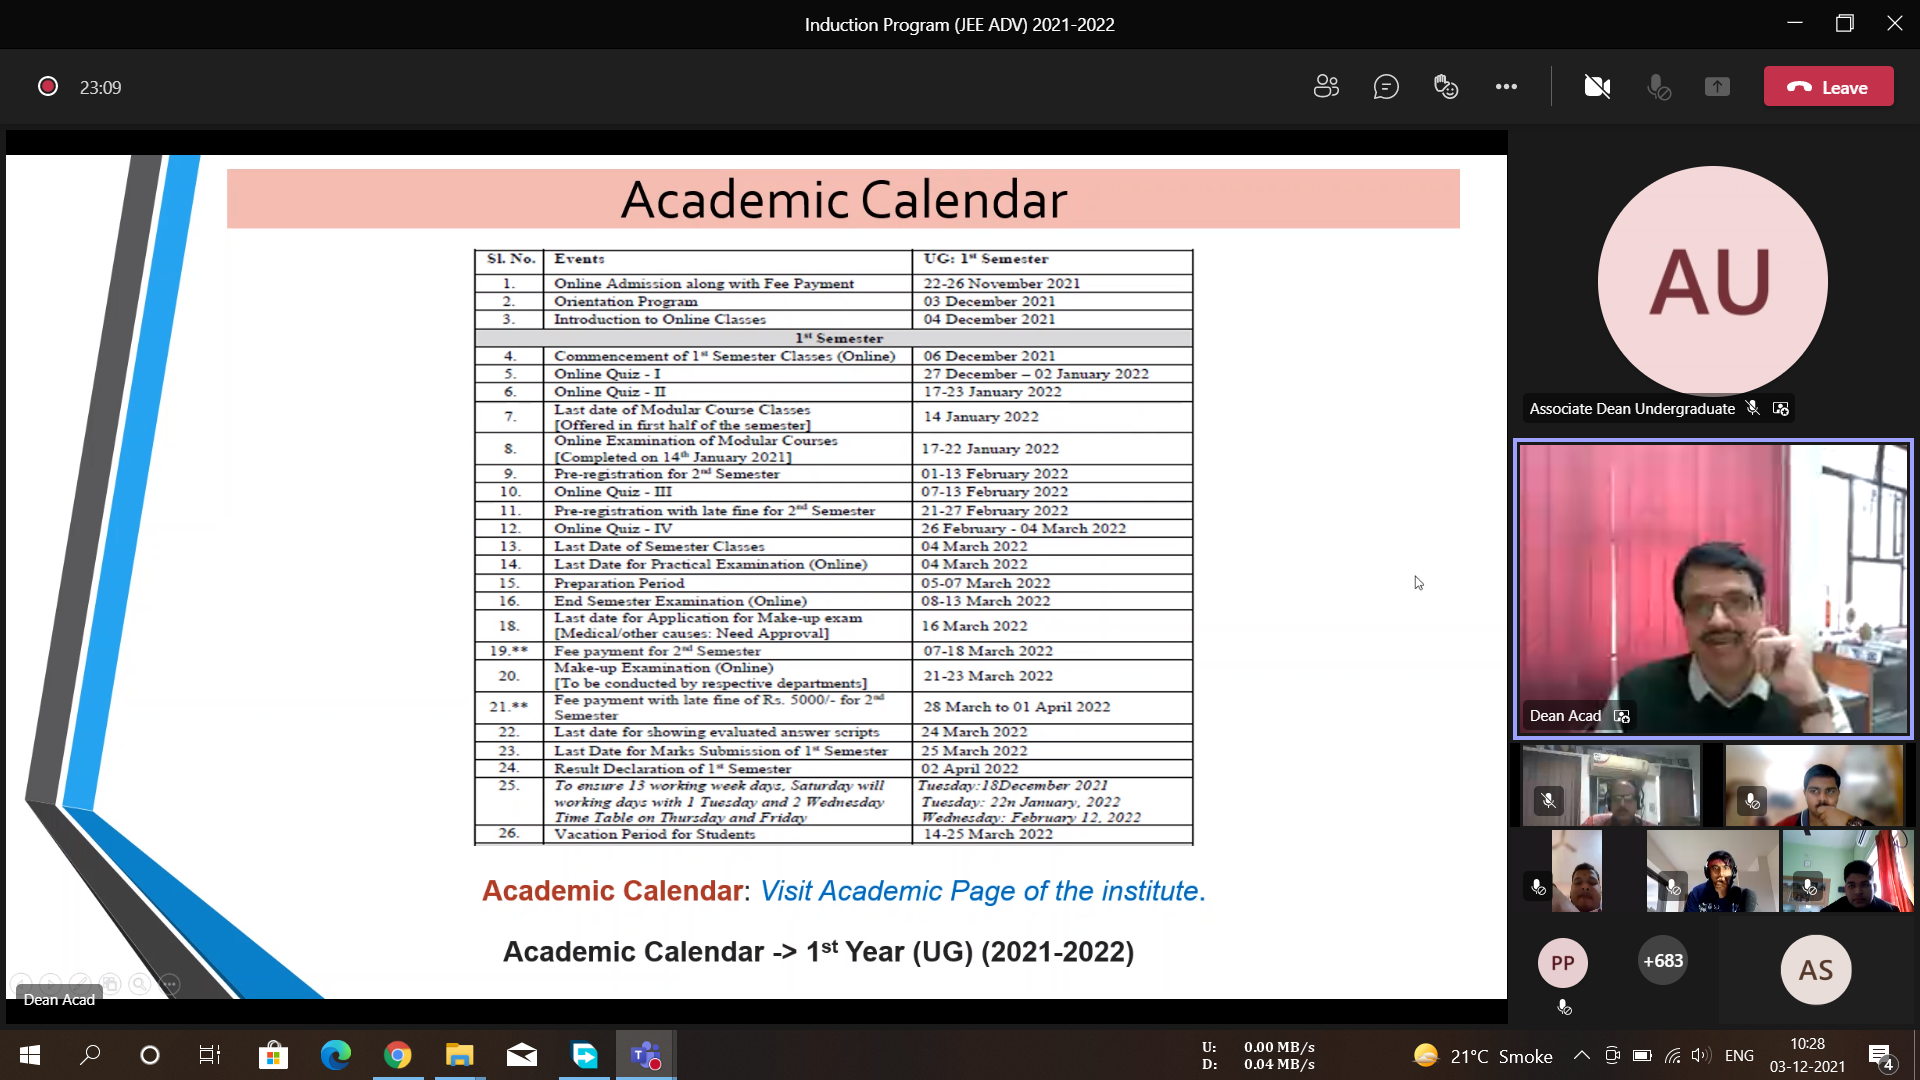 Induction Program (JEE ADV) 2021-2022
23:09
Leave
Academic Calendar
Sl. No. Events UG: 1st Semester
1. Online Admission along with Fee Payment 22-26 November 2021
2. Orientation Program 03 December 2021
3. Introduction to Online Classes 04 December 2021
1st Semester
4. Commencement of 1st Semester Classes (Online) 06 December 2021
5. Online Quiz - I 27 December – 02 January 2022
6. Online Quiz - II 17-23 January 2022
7. Last date of Modular Course Classes 14 January 2022
[Offered in first half of the semester]
8. Online Examination of Modular Courses 17-22 January 2022
[Completed on 14th January 2021]
9. Pre-registration for 2nd Semester 01-13 February 2022
10. Online Quiz - III 07-13 February 2022
11. Pre-registration with late fine for 2nd Semester 21-27 February 2022
12. Online Quiz - IV 26 February - 04 March 2022
13. Last Date of Semester Classes 04 March 2022
14. Last Date for Practical Examination (Online) 04 March 2022
15. Preparation Period 05-07 March 2022
16. End Semester Examination (Online) 08-13 March 2022
18. Last date for Application for Make-up exam 16 March 2022
[Medical/other causes: Need Approval]
19.** Fee payment for 2nd Semester 07-18 March 2022
20. Make-up Examination (Online) 21-23 March 2022
[To be conducted by respective departments]
21.** Fee payment with late fine of Rs. 5000/- for 2nd 28 March to 01 April 2022
Semester
22. Last date for showing evaluated answer scripts 24 March 2022
23. Last Date for Marks Submission of 1st Semester 25 March 2022
24. Result Declaration of 1st Semester 02 April 2022
25. To ensure 13 working week days, Saturday will Tuesday:18December 2021
working days with 1 Tuesday and 2 Wednesday Tuesday: 22n January, 2022
Time Table on Thursday and Friday Wednesday: February 12, 2022
26. Vacation Period for Students 14-25 March 2022
Academic Calendar: Visit Academic Page of the institute.
Academic Calendar -> 1st Year (UG) (2021-2022)
Dean Acad
AU
Associate Dean Undergraduate
Dean Acad
PP
+683
AS
U: 0.00 MB/s
D: 0.04 MB/s
21°C Smoke
ENG
10:28
03-12-2021
4